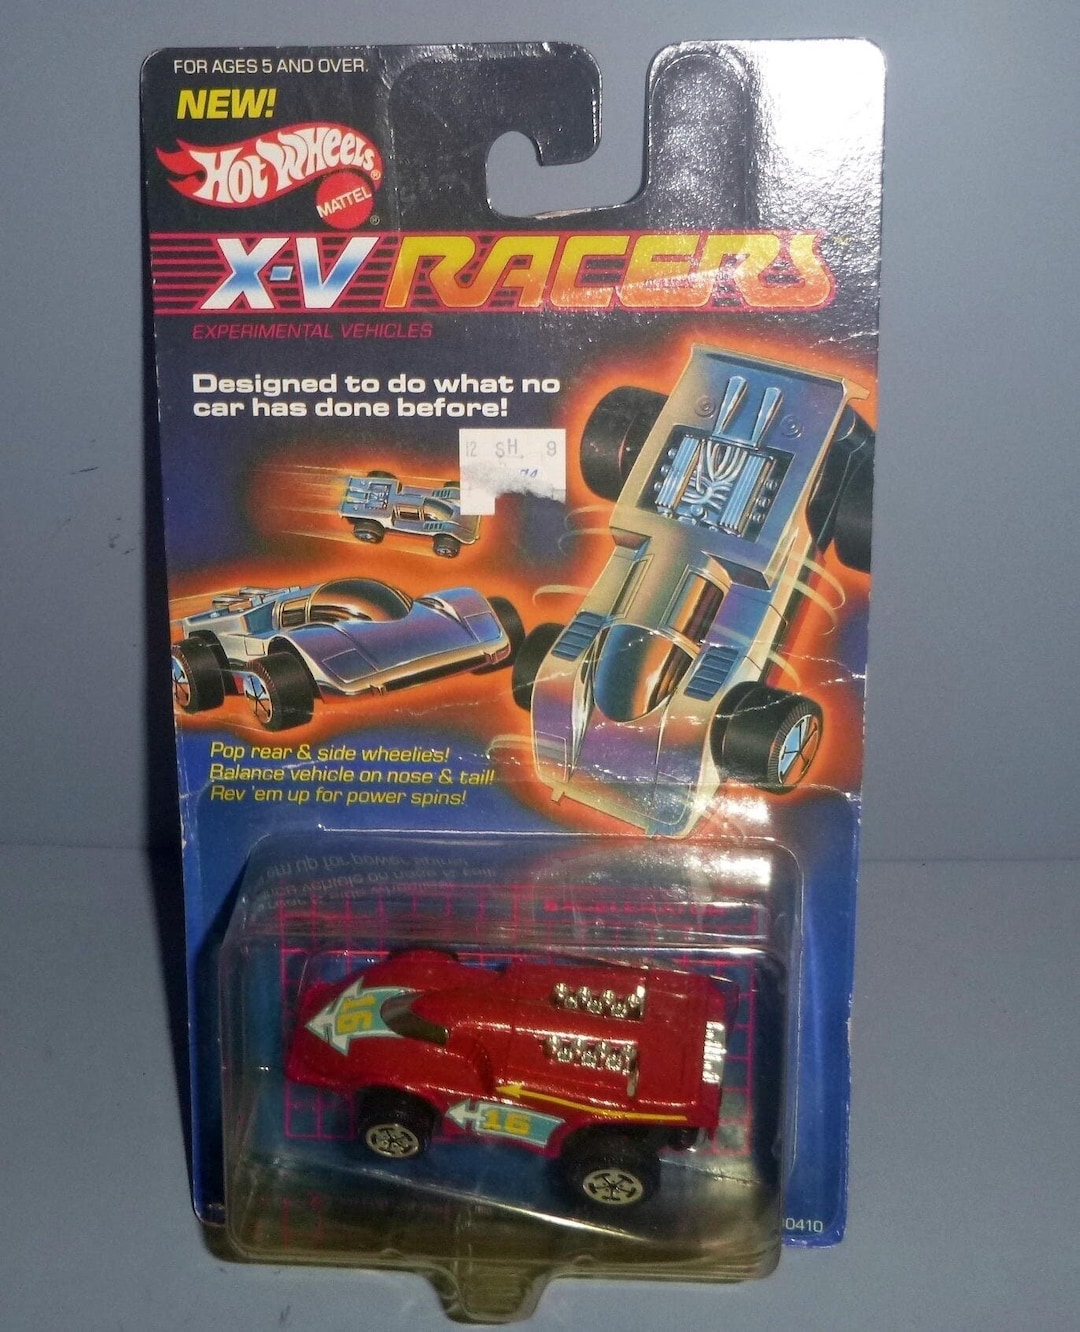 FOR AGES 5 AND OVER.
NEW!
HOT WHEELS®
MATTEL®
X-V RACERS
EXPERIMENTAL VEHICLES
Designed to do what no
car has done before!
12 SH 9
Pop rear & side wheelies!
Balance vehicle on nose & tail!
Rev 'em up for power spins!
16
16
0410